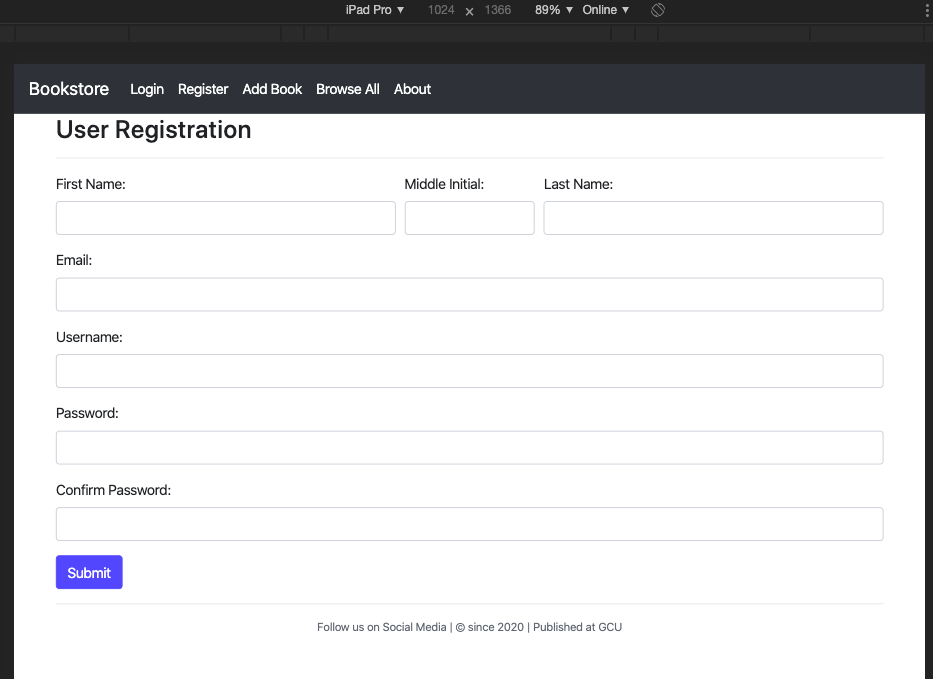 iPad Pro ▼ 1024 × 1366 89% ▼ Online ▼
Bookstore Login Register Add Book Browse All About
User Registration
First Name: Middle Initial: Last Name:
Email:
Username:
Password:
Confirm Password:
Submit
Follow us on Social Media | © since 2020 | Published at GCU